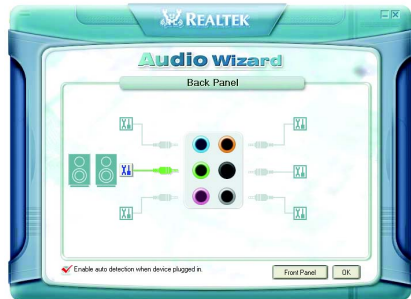 REALTEK
Audio Wizard
Back Panel
Enable auto detection when device plugged in.
Front Panel
OK